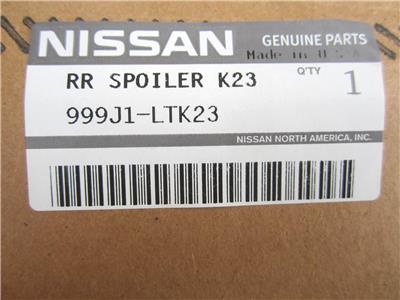 NISSAN GENUINE PARTS
Made in U.S.A.
RR SPOILER K23 Q'TY 1
999J1-LTK23
NISSAN NORTH AMERICA, INC.